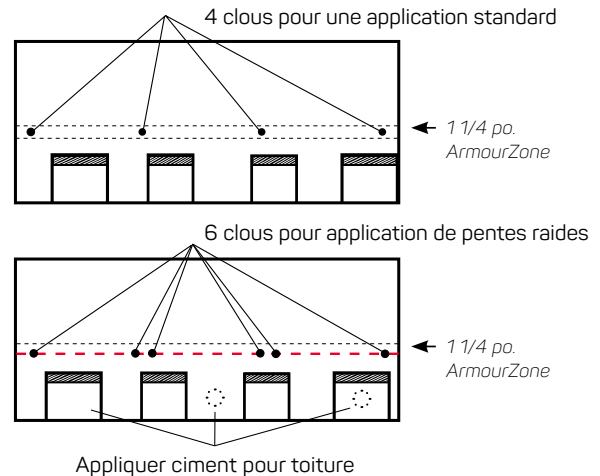 4 clous pour une application standard
1 1/4 po.
ArmourZone
6 clous pour application de pentes raides
1 1/4 po.
ArmourZone
Appliquer ciment pour toiture